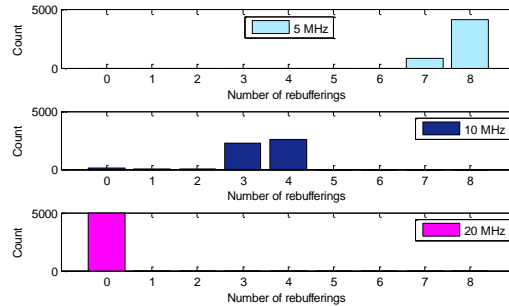 5000
0
Count
5 MHz
0 1 2 3 4 5 6 7 8
Number of rebufferings
5000
0
Count
10 MHz
0 1 2 3 4 5 6 7 8
Number of rebufferings
5000
0
Count
20 MHz
0 1 2 3 4 5 6 7 8
Number of rebufferings